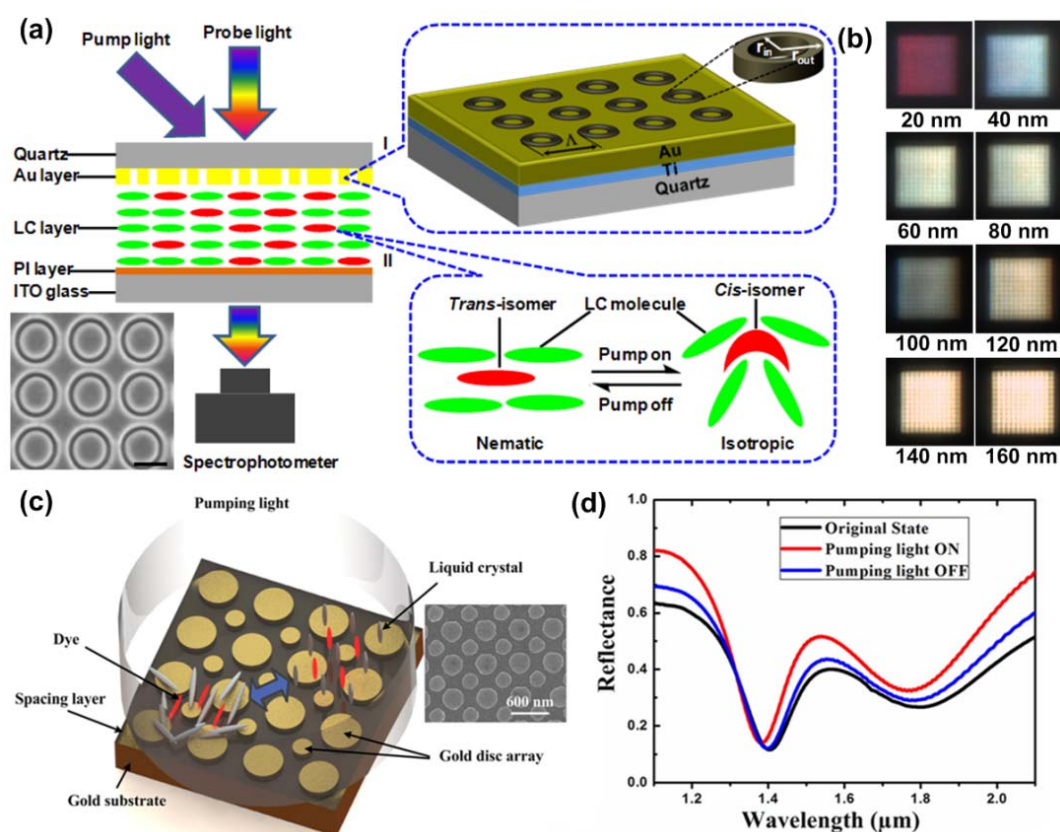 (a)
Pump light
Probe light
Quartz
Au layer
LC layer
PI layer
ITO glass
I
II
Spectrophotometer
r_in
r_out
Λ
Au
Ti
Quartz
Trans-isomer
LC molecule
Cis-isomer
Pump on
Pump off
Nematic
Isotropic
(b)
20 nm
40 nm
60 nm
80 nm
100 nm
120 nm
140 nm
160 nm
(c)
Pumping light
Liquid crystal
Dye
Spacing layer
Gold substrate
Gold disc array
600 nm
(d)
Original State
Pumping light ON
Pumping light OFF
Reflectance
1.0
0.8
0.6
0.4
0.2
0.0
1.2
1.4
1.6
1.8
2.0
Wavelength (µm)